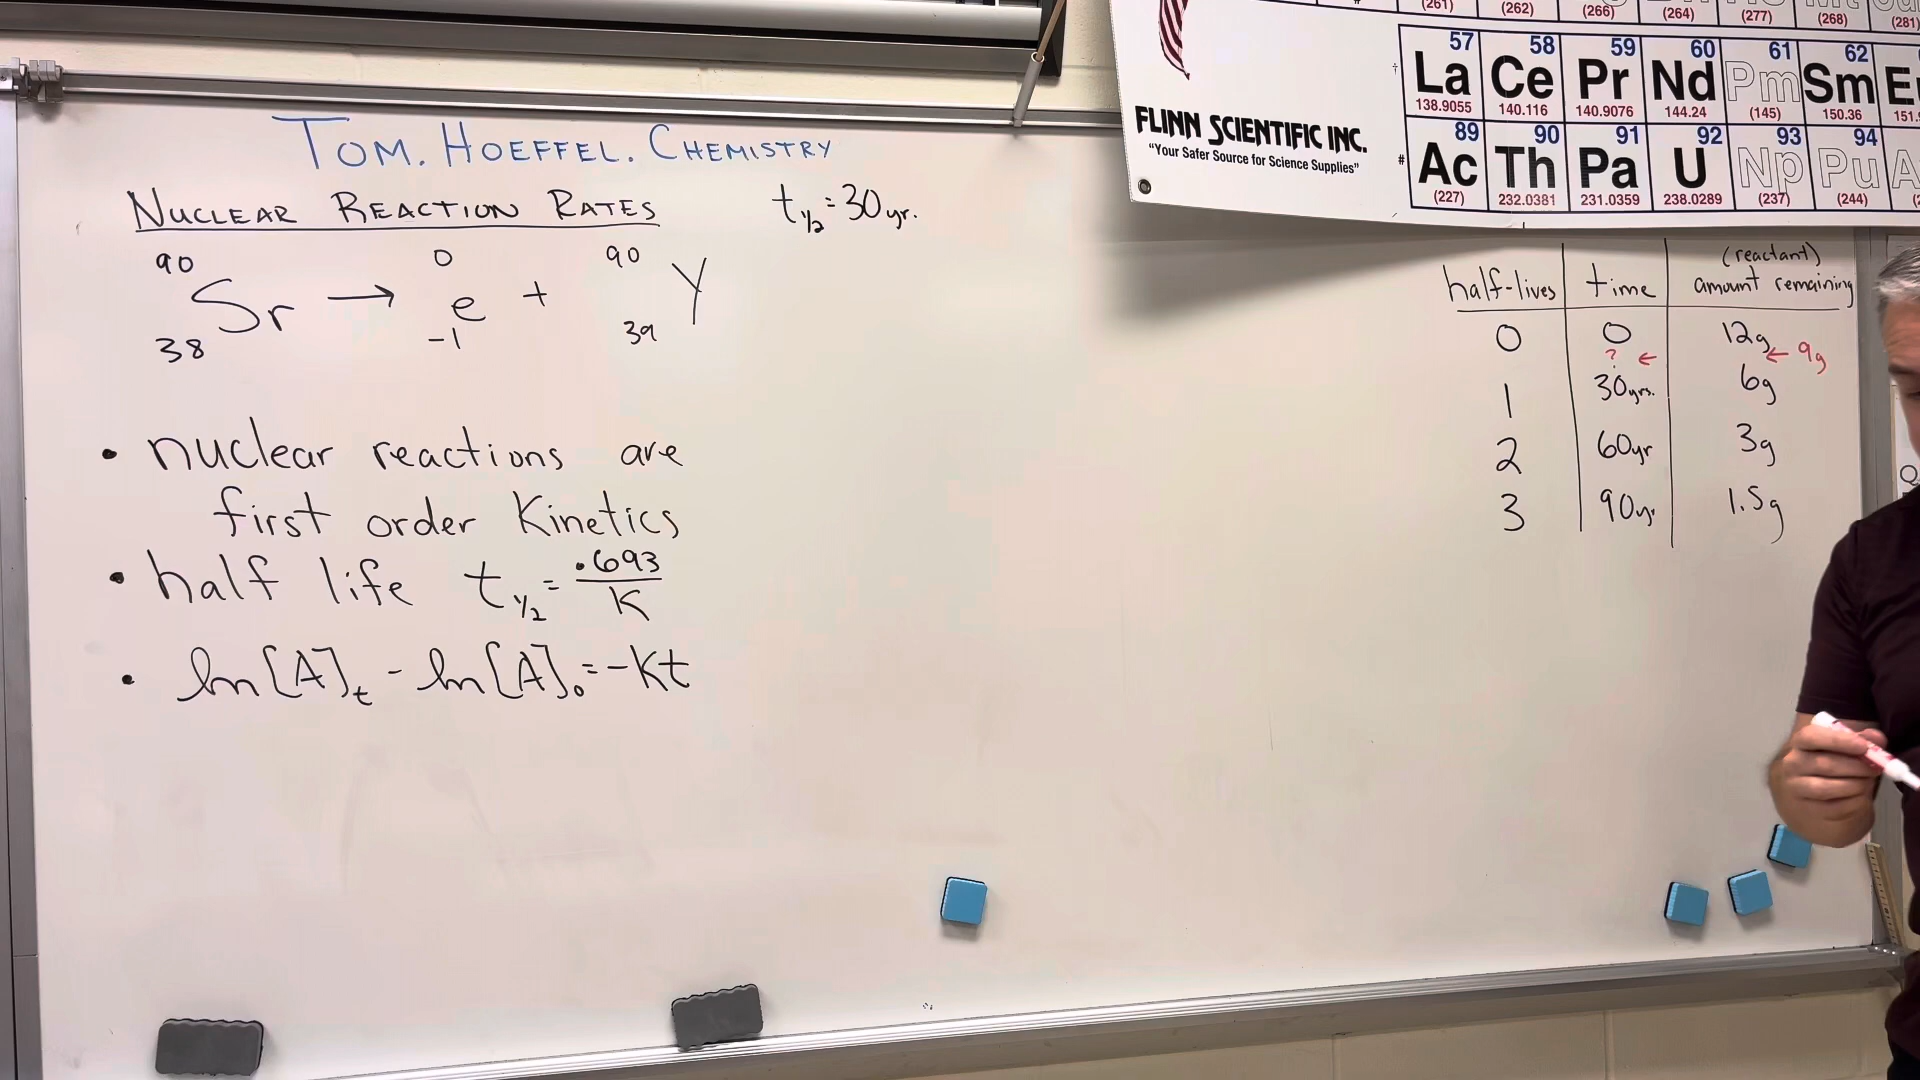 TOM. HOEFFEL. CHEMISTRY
NUCLEAR REACTION RATES
t½ = 30yr.
90 0 90
Sr → e + Y
38 -1 39
• nuclear reactions are
first order Kinetics
• half life t½ = .693/K
• ln[A]t - ln[A]o = -Kt
(261) (262) (266) (264) (277) (268) (281)
57 58 59 60 61 62
La Ce Pr Nd Pm Sm
138.9055 140.116 140.9076 144.24 (145) 150.36
89 90 91 92 93 94
# Ac Th Pa U Np Pu
(227) 232.0381 231.0359 238.0289 (237) (244)
FLINN SCIENTIFIC INC.
"Your Safer Source for Science Supplies"
(reactant)
half-lives time amount remaining
0 0 12g
? ← ← 9g
1 30yrs. 6g
2 60yr 3g
3 90yr 1.5g